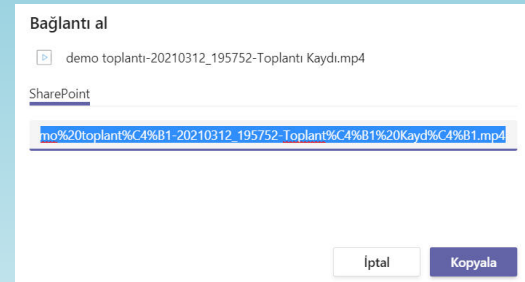 Bağlantı al
demo toplantı-20210312_195752-Toplantı Kaydı.mp4
SharePoint
mo%20toplant%C4%B1-20210312_195752-Toplant%C4%B1%20Kayd%C4%B1.mp4
İptal
Kopyala